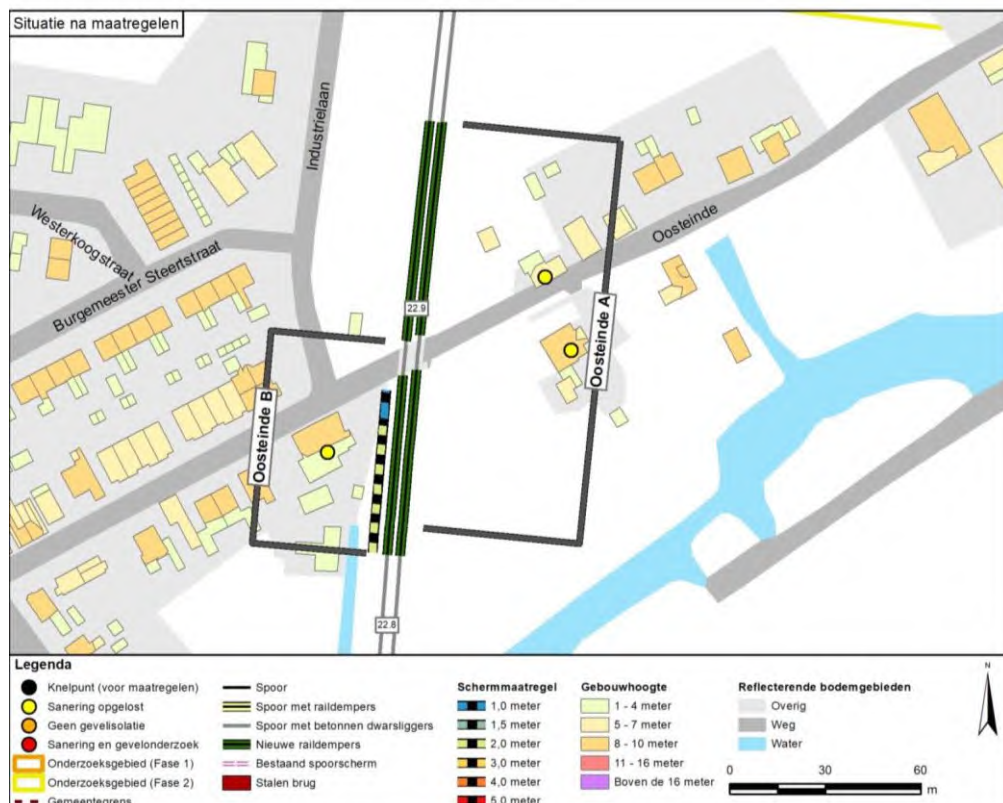 Situatie na maatregelen
Industrielaan
Westerkoogstraat
Burgemeester Steertstraat
Oosteinde
22.9
Oosteinde A
Oosteinde B
22.8
Legenda
Knelpunt (voor maatregelen)
Sanering opgelost
Geen gevelisolatie
Sanering en gevelonderzoek
Onderzoeksgebied (Fase 1)
Onderzoeksgebied (Fase 2)
Gemeentegrens
Spoor
Spoor met raildempers
Spoor met betonnen dwarsliggers
Nieuwe raildempers
Bestaand spoorscherm
Stalen brug
Schermmaatregel
1,0 meter
1,5 meter
2,0 meter
3,0 meter
4,0 meter
5,0 meter
Gebouwhoogte
1 - 4 meter
5 - 7 meter
8 - 10 meter
11 - 16 meter
Boven de 16 meter
Reflecterende bodemgebieden
Overig
Weg
Water
N
0 30 60
m